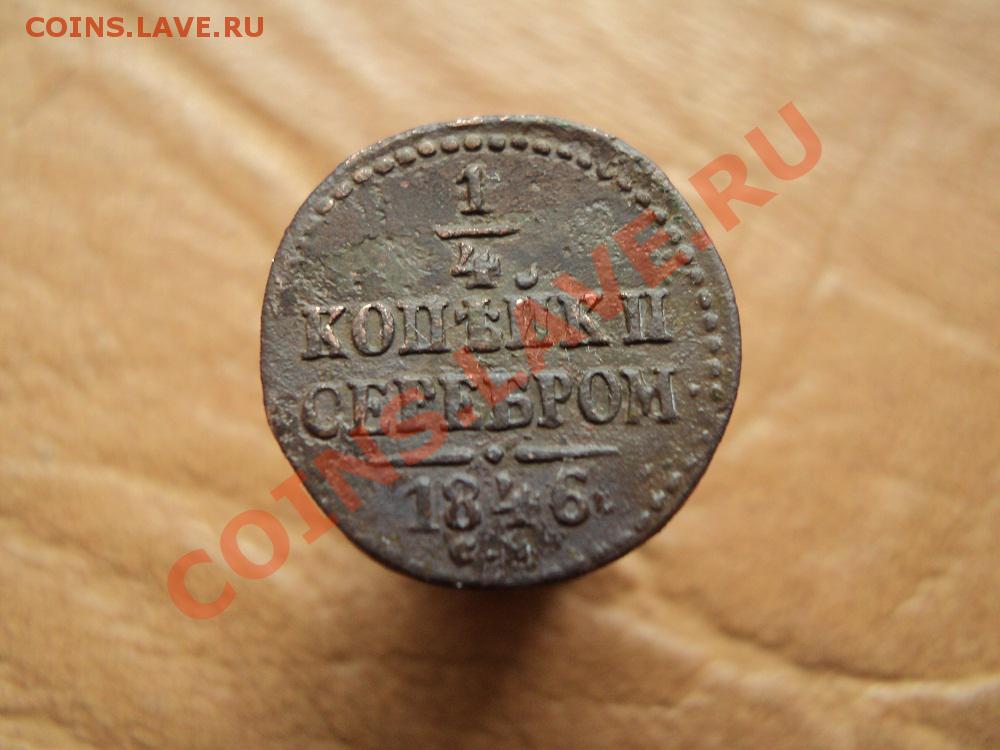 COINS.LAVE.RU
1
4.
КОПѢЙКИ
СЕРЕБРОМ
1846.
С.М.
COINS.LAVE.RU